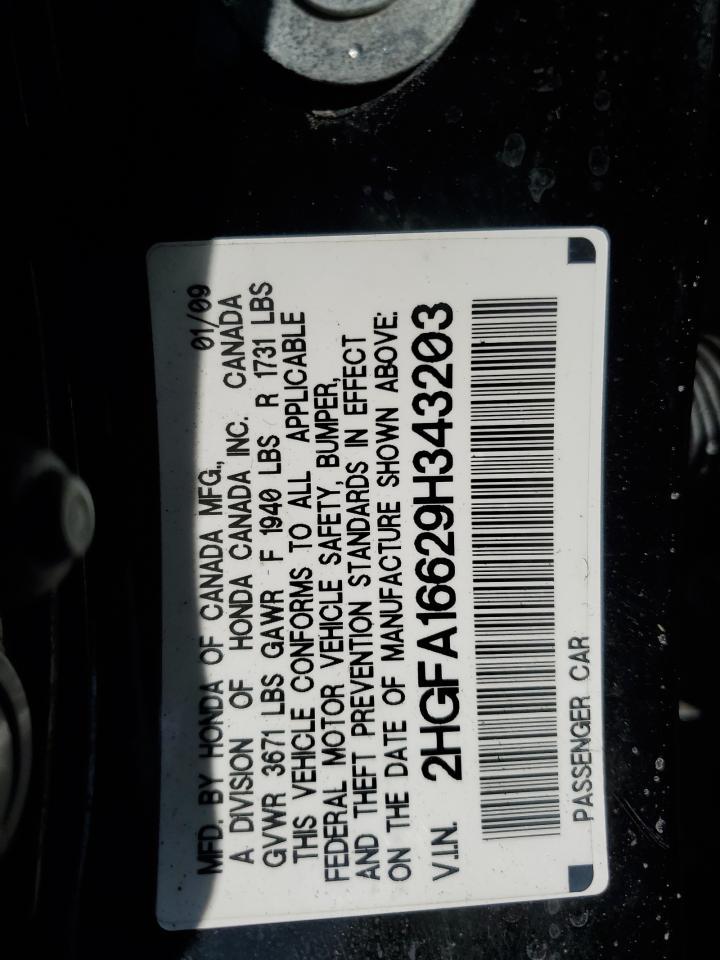 MFD. BY HONDA OF CANADA MFG., 01/09
A DIVISION OF HONDA CANADA INC. CANADA
GVWR 3671 LBS GAWR F 1940 LBS R 1731 LBS
THIS VEHICLE CONFORMS TO ALL APPLICABLE
FEDERAL MOTOR VEHICLE SAFETY, BUMPER,
AND THEFT PREVENTION STANDARDS IN EFFECT
ON THE DATE OF MANUFACTURE SHOWN ABOVE.
V.I.N. 2HGFA16629H343203
PASSENGER CAR